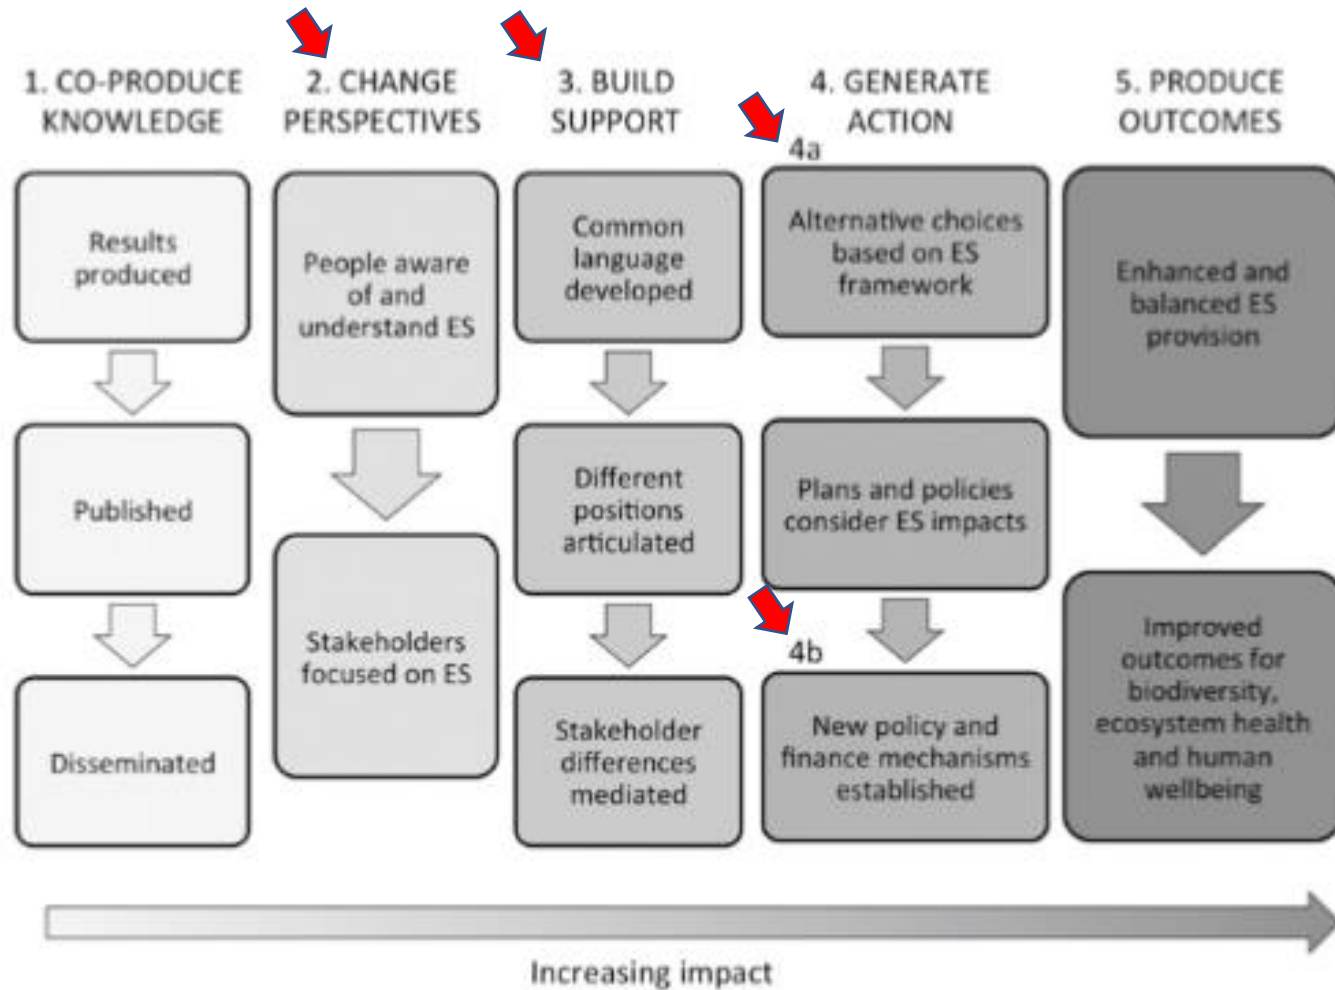 1. CO-PRODUCE
KNOWLEDGE
2. CHANGE
PERSPECTIVES
3. BUILD
SUPPORT
4. GENERATE
ACTION
5. PRODUCE
OUTCOMES
Results
produced
Published
Disseminated
People aware
of and
understand ES
Stakeholders
focused on ES
Common
language
developed
Different
positions
articulated
Stakeholder
differences
mediated
4a
Alternative choices
based on ES
framework
Plans and policies
consider ES impacts
4b
New policy and
finance mechanisms
established
Enhanced and
balanced ES
provision
Improved
outcomes for
biodiversity,
ecosystem health
and human
wellbeing
Increasing impact